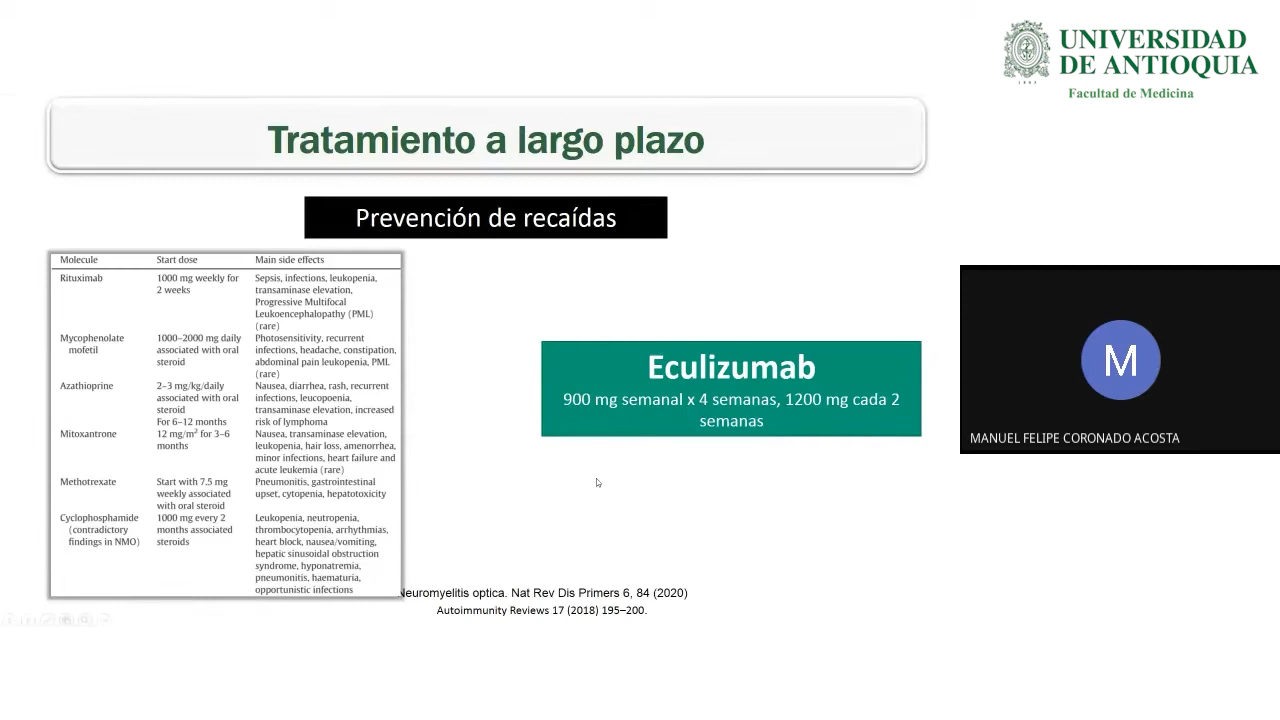 UNIVERSIDAD
DE ANTIOQUIA
1803
Facultad de Medicina
Tratamiento a largo plazo
Prevención de recaídas
Molecule Start dose Main side effects
Rituximab 1000 mg weekly for Sepsis, infections, leukopenia,
2 weeks transaminase elevation,
Progressive Multifocal
Leukoencephalopathy (PML)
(rare)
Mycophenolate 1000–2000 mg daily Photosensitivity, recurrent
mofetil associated with oral infections, headache, constipation,
steroid abdominal pain leukopenia, PML
(rare)
Azathioprine 2–3 mg/kg/daily Nausea, diarrhea, rash, recurrent
associated with oral infections, leucopoenia,
steroid transaminase elevation, increased
For 6–12 months risk of lymphoma
Mitoxantrone 12 mg/m² for 3–6 Nausea, transaminase elevation,
months leukopenia, hair loss, amenorrhea,
minor infections, heart failure and
acute leukemia (rare)
Methotrexate Start with 7.5 mg Pneumonitis, gastrointestinal
weekly associated upset, cytopenia, hepatotoxicity
with oral steroid
Cyclophosphamide 1000 mg every 2 Leukopenia, neutropenia,
(contradictory months associated thrombocytopenia, arrhythmias,
findings in NMO) steroids heart block, nausea/vomiting,
hepatic sinusoidal obstruction
syndrome, hyponatremia,
pneumonitis, haematuria,
opportunistic infections
Eculizumab
900 mg semanal x 4 semanas, 1200 mg cada 2
semanas
M
MANUEL FELIPE CORONADO ACOSTA
Neuromyelitis optica. Nat Rev Dis Primers 6, 84 (2020)
Autoimmunity Reviews 17 (2018) 195–200.